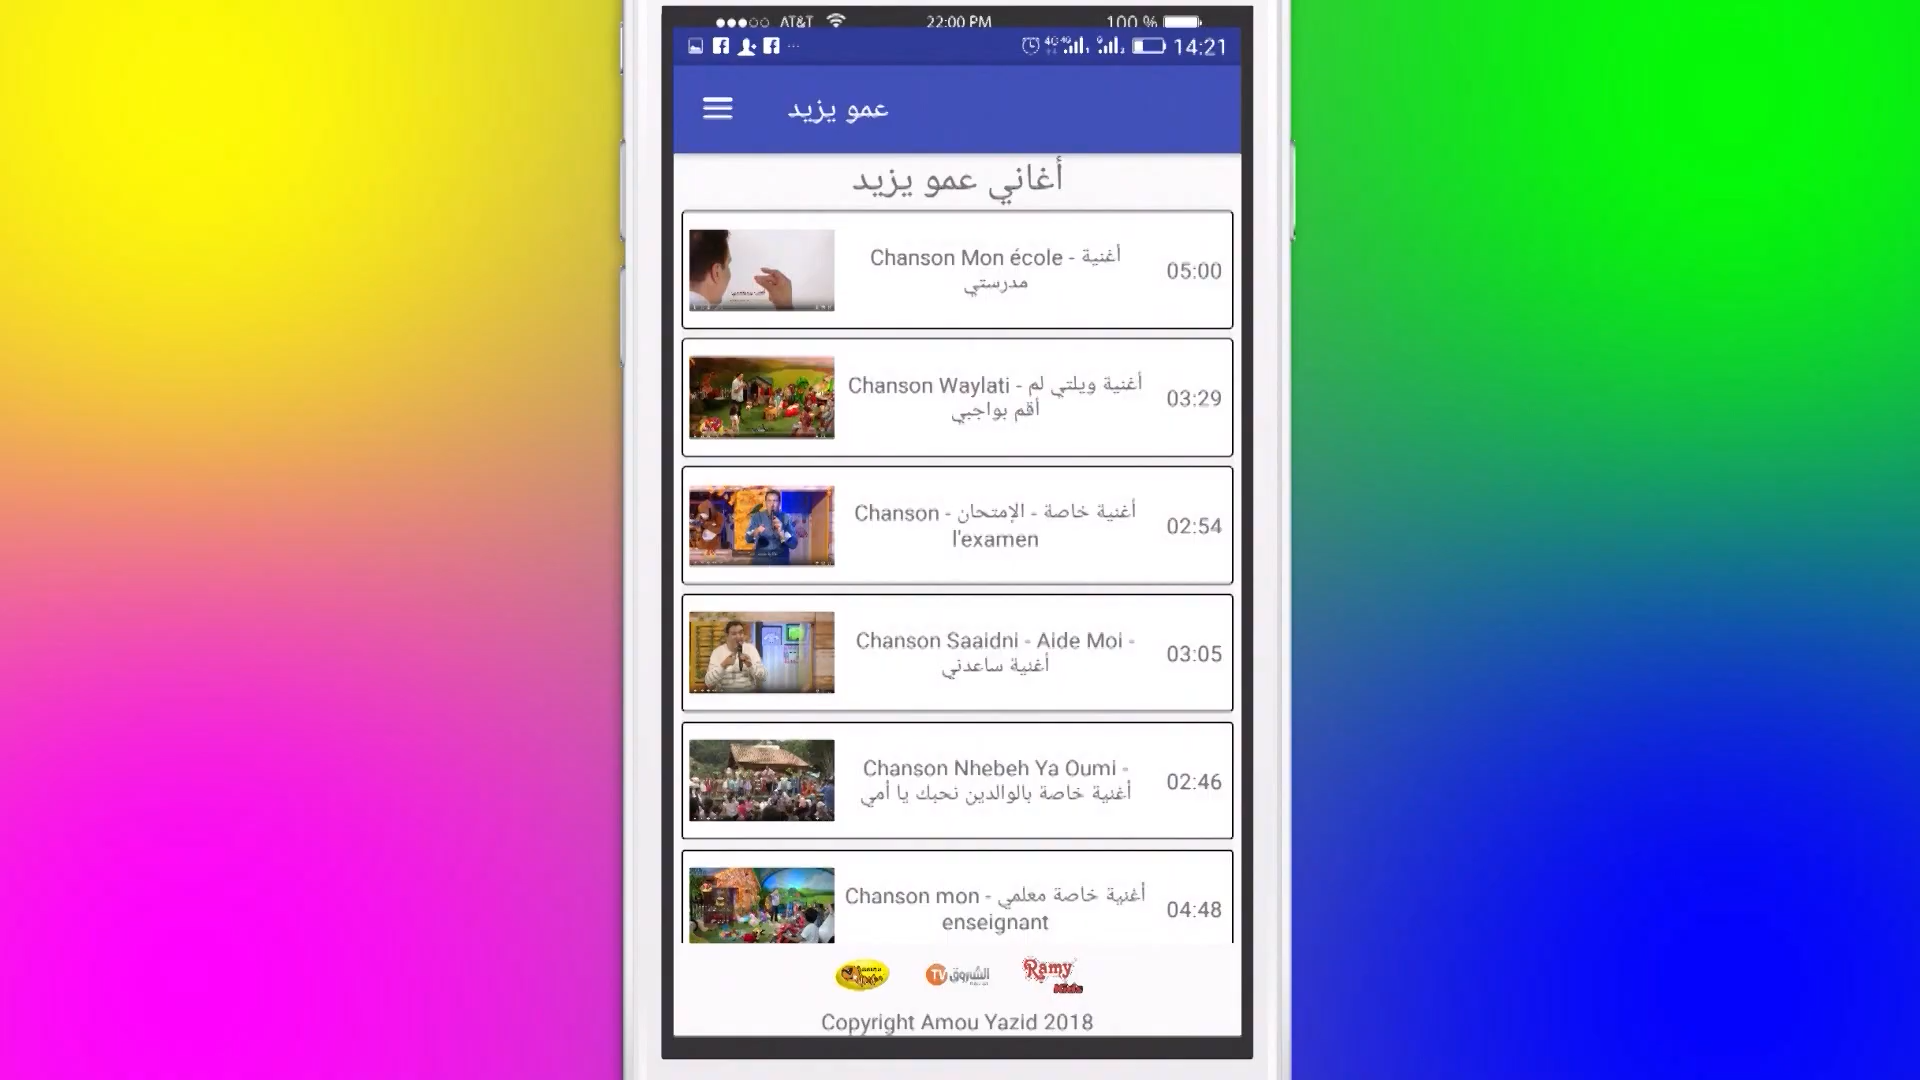 AT&T 22:00 PM 100 %
14:21
عمو يزيد
أغاني عمو يزيد
Chanson Mon école - أغنية
مدرستي
05:00
Chanson Waylati - أغنية ويلتي لم
أقم بواجبي
03:29
Chanson - أغنية خاصة - الإمتحان
l'examen
02:54
Chanson Saaidni - Aide Moi -
أغنية ساعدني
03:05
Chanson Nhebeh Ya Oumi -
أغنية خاصة بالوالدين نحبك يا أمي
02:46
Chanson mon - أغنية خاصة معلمي
enseignant
04:48
TV الشروق
Ramy
Kids
Copyright Amou Yazid 2018